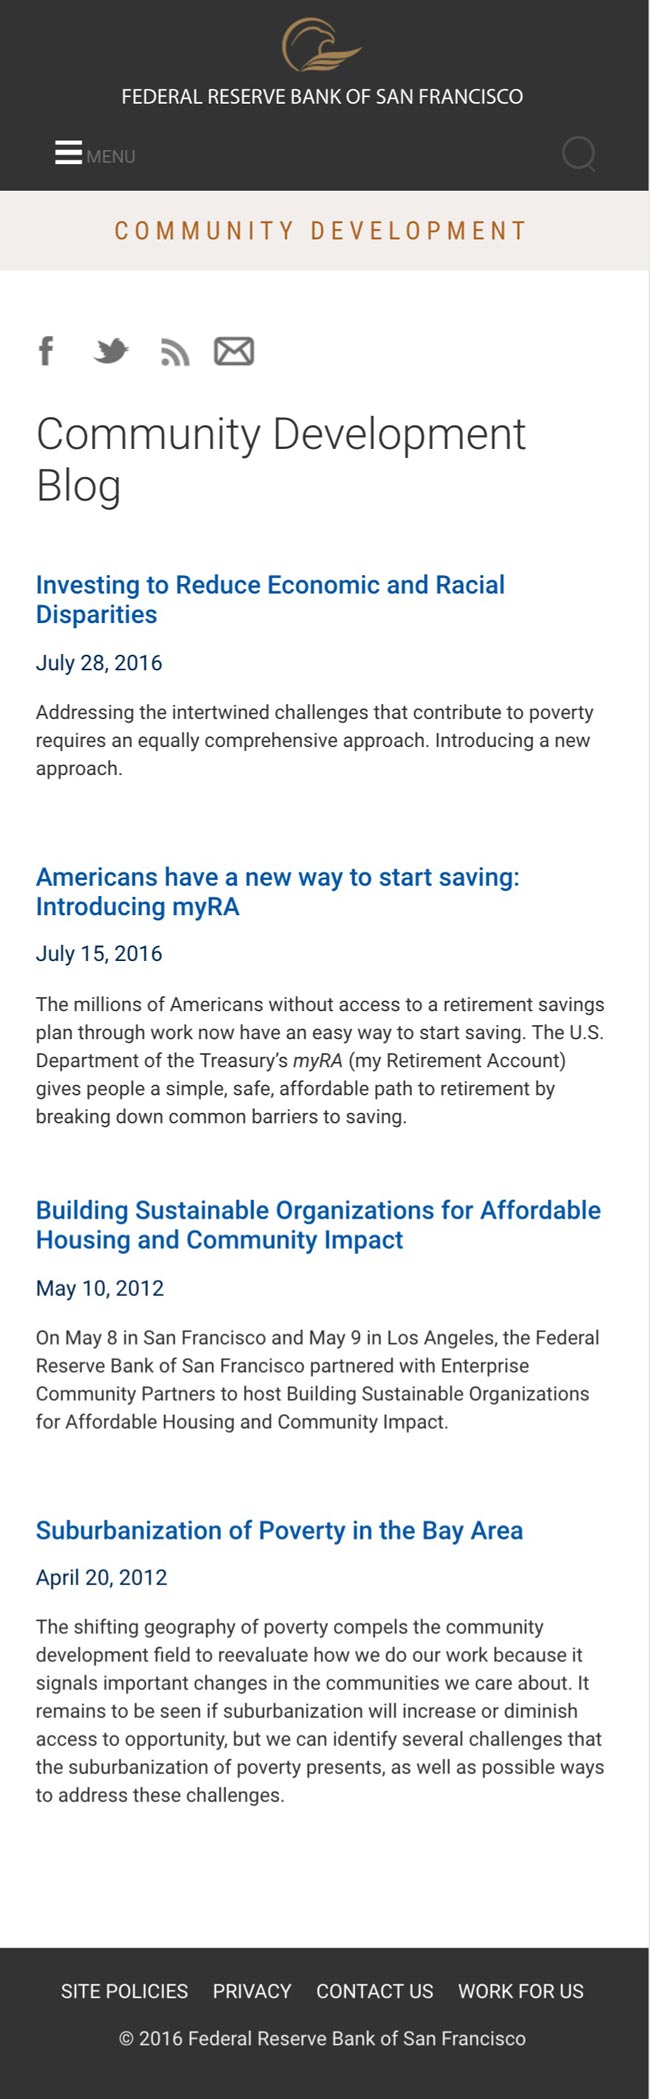 FEDERAL RESERVE BANK OF SAN FRANCISCO
MENU
COMMUNITY DEVELOPMENT
Community Development
Blog
Investing to Reduce Economic and Racial
Disparities
July 28, 2016
Addressing the intertwined challenges that contribute to poverty
requires an equally comprehensive approach. Introducing a new
approach.
Americans have a new way to start saving:
Introducing myRA
July 15, 2016
The millions of Americans without access to a retirement savings
plan through work now have an easy way to start saving. The U.S.
Department of the Treasury’s myRA (my Retirement Account)
gives people a simple, safe, affordable path to retirement by
breaking down common barriers to saving.
Building Sustainable Organizations for Affordable
Housing and Community Impact
May 10, 2012
On May 8 in San Francisco and May 9 in Los Angeles, the Federal
Reserve Bank of San Francisco partnered with Enterprise
Community Partners to host Building Sustainable Organizations
for Affordable Housing and Community Impact.
Suburbanization of Poverty in the Bay Area
April 20, 2012
The shifting geography of poverty compels the community
development field to reevaluate how we do our work because it
signals important changes in the communities we care about. It
remains to be seen if suburbanization will increase or diminish
access to opportunity, but we can identify several challenges that
the suburbanization of poverty presents, as well as possible ways
to address these challenges.
SITE POLICIES PRIVACY CONTACT US WORK FOR US
© 2016 Federal Reserve Bank of San Francisco